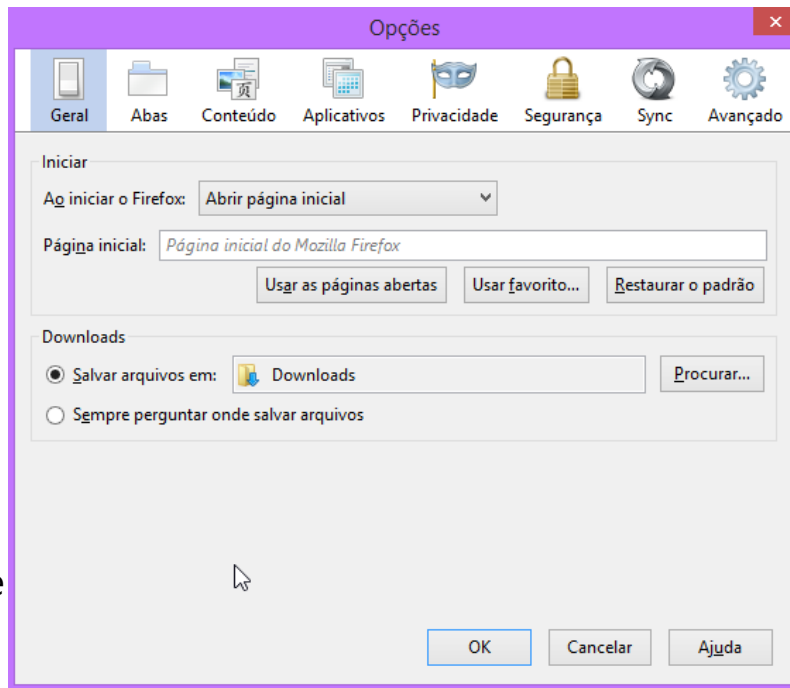 Opções
Geral Abas Conteúdo Aplicativos Privacidade Segurança Sync Avançado
Iniciar
Ao iniciar o Firefox: Abrir página inicial
Página inicial: Página inicial do Mozilla Firefox
Usar as páginas abertas Usar favorito... Restaurar o padrão
Downloads
Salvar arquivos em: Downloads Procurar...
Sempre perguntar onde salvar arquivos
e
OK Cancelar Ajuda